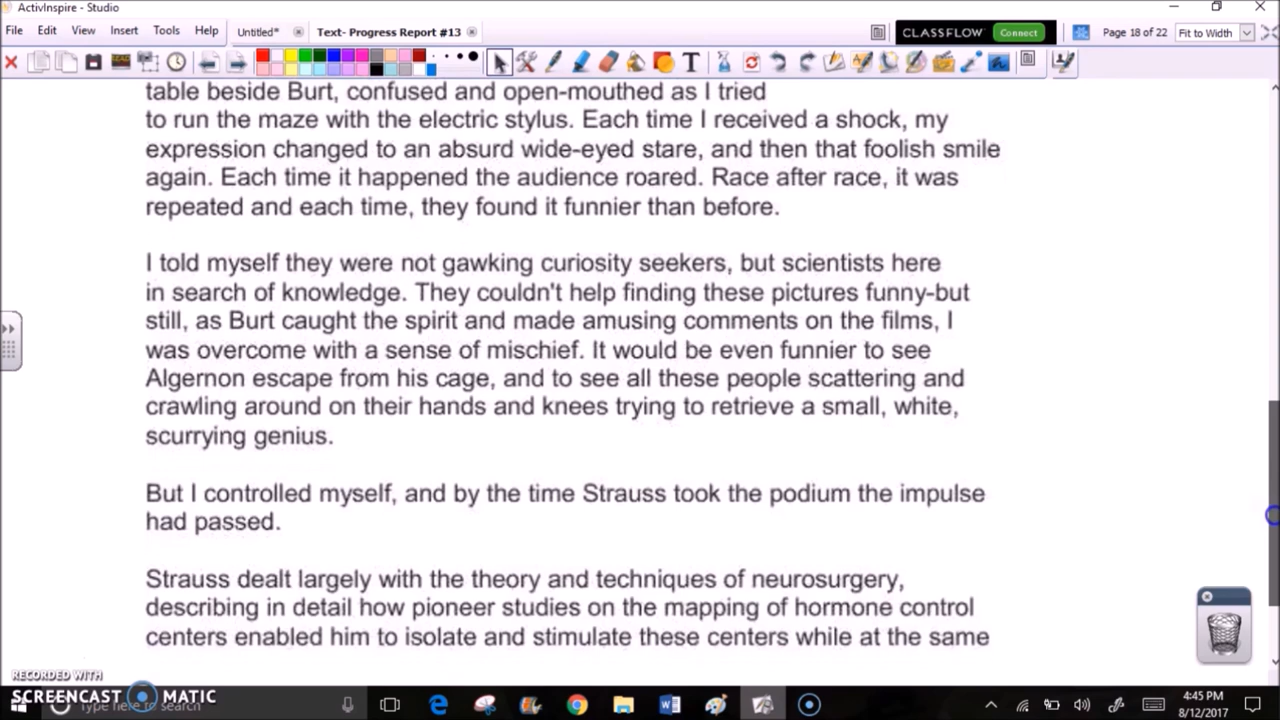 ActivInspire - Studio
File Edit View Insert Tools Help Untitled* Text- Progress Report #13 CLASSFLOW Connect Page 18 of 22 Fit to Width
table beside Burt, confused and open-mouthed as I tried
to run the maze with the electric stylus. Each time I received a shock, my
expression changed to an absurd wide-eyed stare, and then that foolish smile
again. Each time it happened the audience roared. Race after race, it was
repeated and each time, they found it funnier than before.
I told myself they were not gawking curiosity seekers, but scientists here
in search of knowledge. They couldn't help finding these pictures funny-but
still, as Burt caught the spirit and made amusing comments on the films, I
was overcome with a sense of mischief. It would be even funnier to see
Algernon escape from his cage, and to see all these people scattering and
crawling around on their hands and knees trying to retrieve a small, white,
scurrying genius.
But I controlled myself, and by the time Strauss took the podium the impulse
had passed.
Strauss dealt largely with the theory and techniques of neurosurgery,
describing in detail how pioneer studies on the mapping of hormone control
centers enabled him to isolate and stimulate these centers while at the same
RECORDED WITH
SCREENCAST MATIC
Type here to search
4:45 PM
8/12/2017